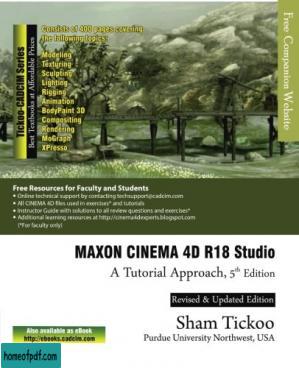 Tickoo-CADCIM Series
Best Textbooks at Affordable Prices
Consists of 400 pages covering
the following topics:
Modeling
Texturing
Sculpting
Lighting
Rigging
Animation
BodyPaint 3D
Compositing
Rendering
MoGraph
XPresso
Free Companion Website
Free Resources for Faculty and Students
• Online technical support by contacting techsupport@cadcim.com
• All CINEMA 4D files used in exercises* and tutorials
• Instructor Guide with solutions to all review questions and exercises*
• Additional learning resources at http://cinema4dexperts.blogspot.com
(*For faculty only)
MAXON CINEMA 4D R18 Studio
A Tutorial Approach, 5th Edition
Revised & Updated Edition
Sham Tickoo
Purdue University Northwest, USA
Also available as eBook
http://ebooks.cadcim.com
homeofpdf.com